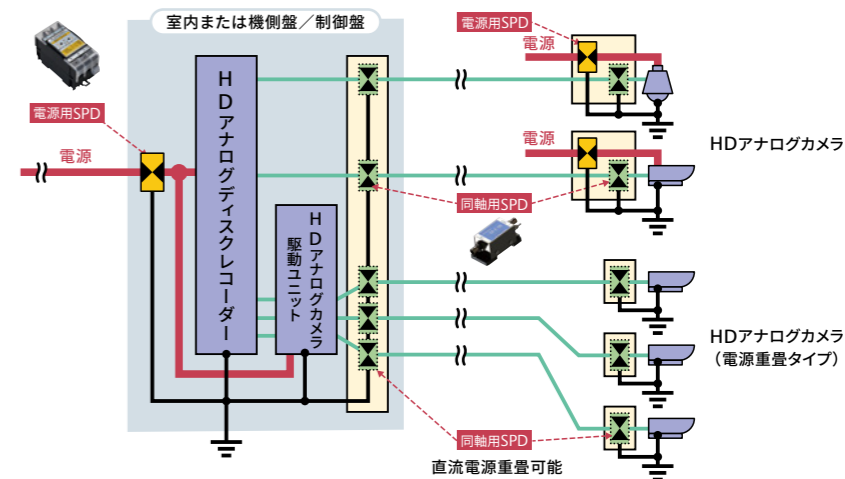 室内または機側盤／制御盤
電源用SPD
電源
HDアナログディスクレコーダー
HDアナログカメラ
駆動ユニット
電源用SPD
電源
電源
HDアナログカメラ
同軸用SPD
HDアナログカメラ
（電源重畳タイプ）
同軸用SPD
直流電源重畳可能